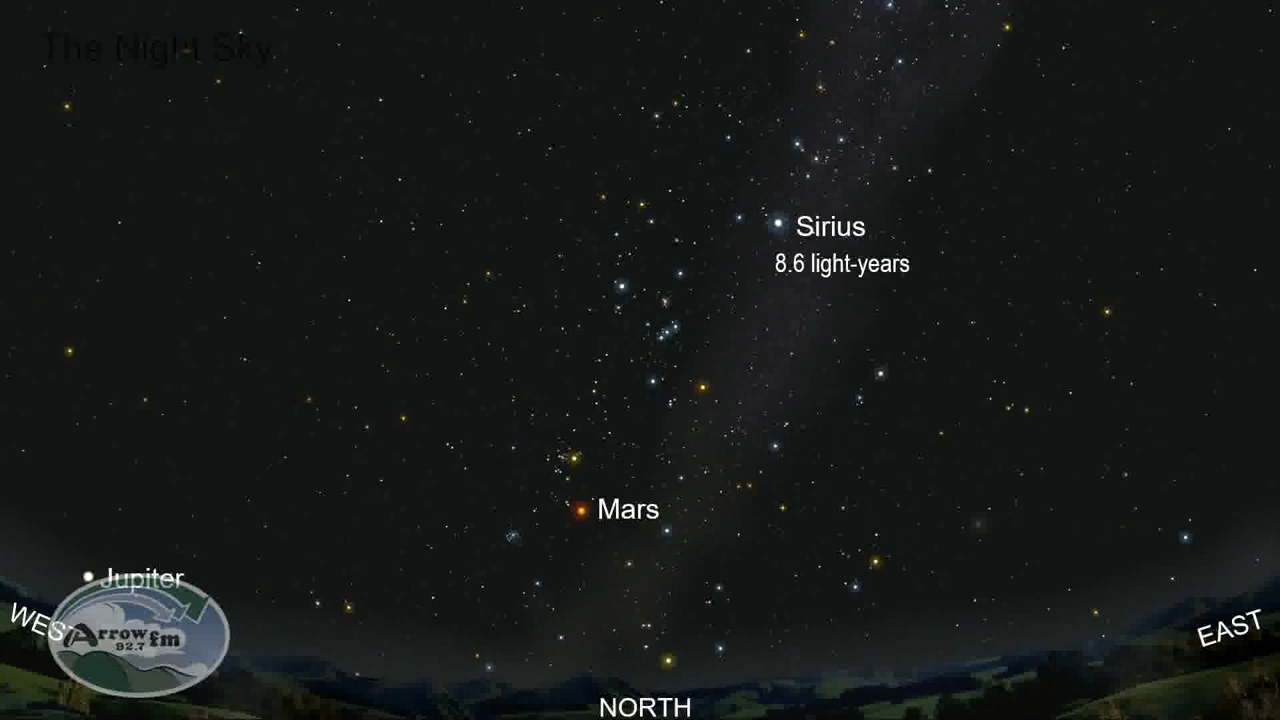 The Night Sky
Sirius
8.6 light-years
Mars
Jupiter
WEST
Arrow fm
92.7
EAST
NORTH